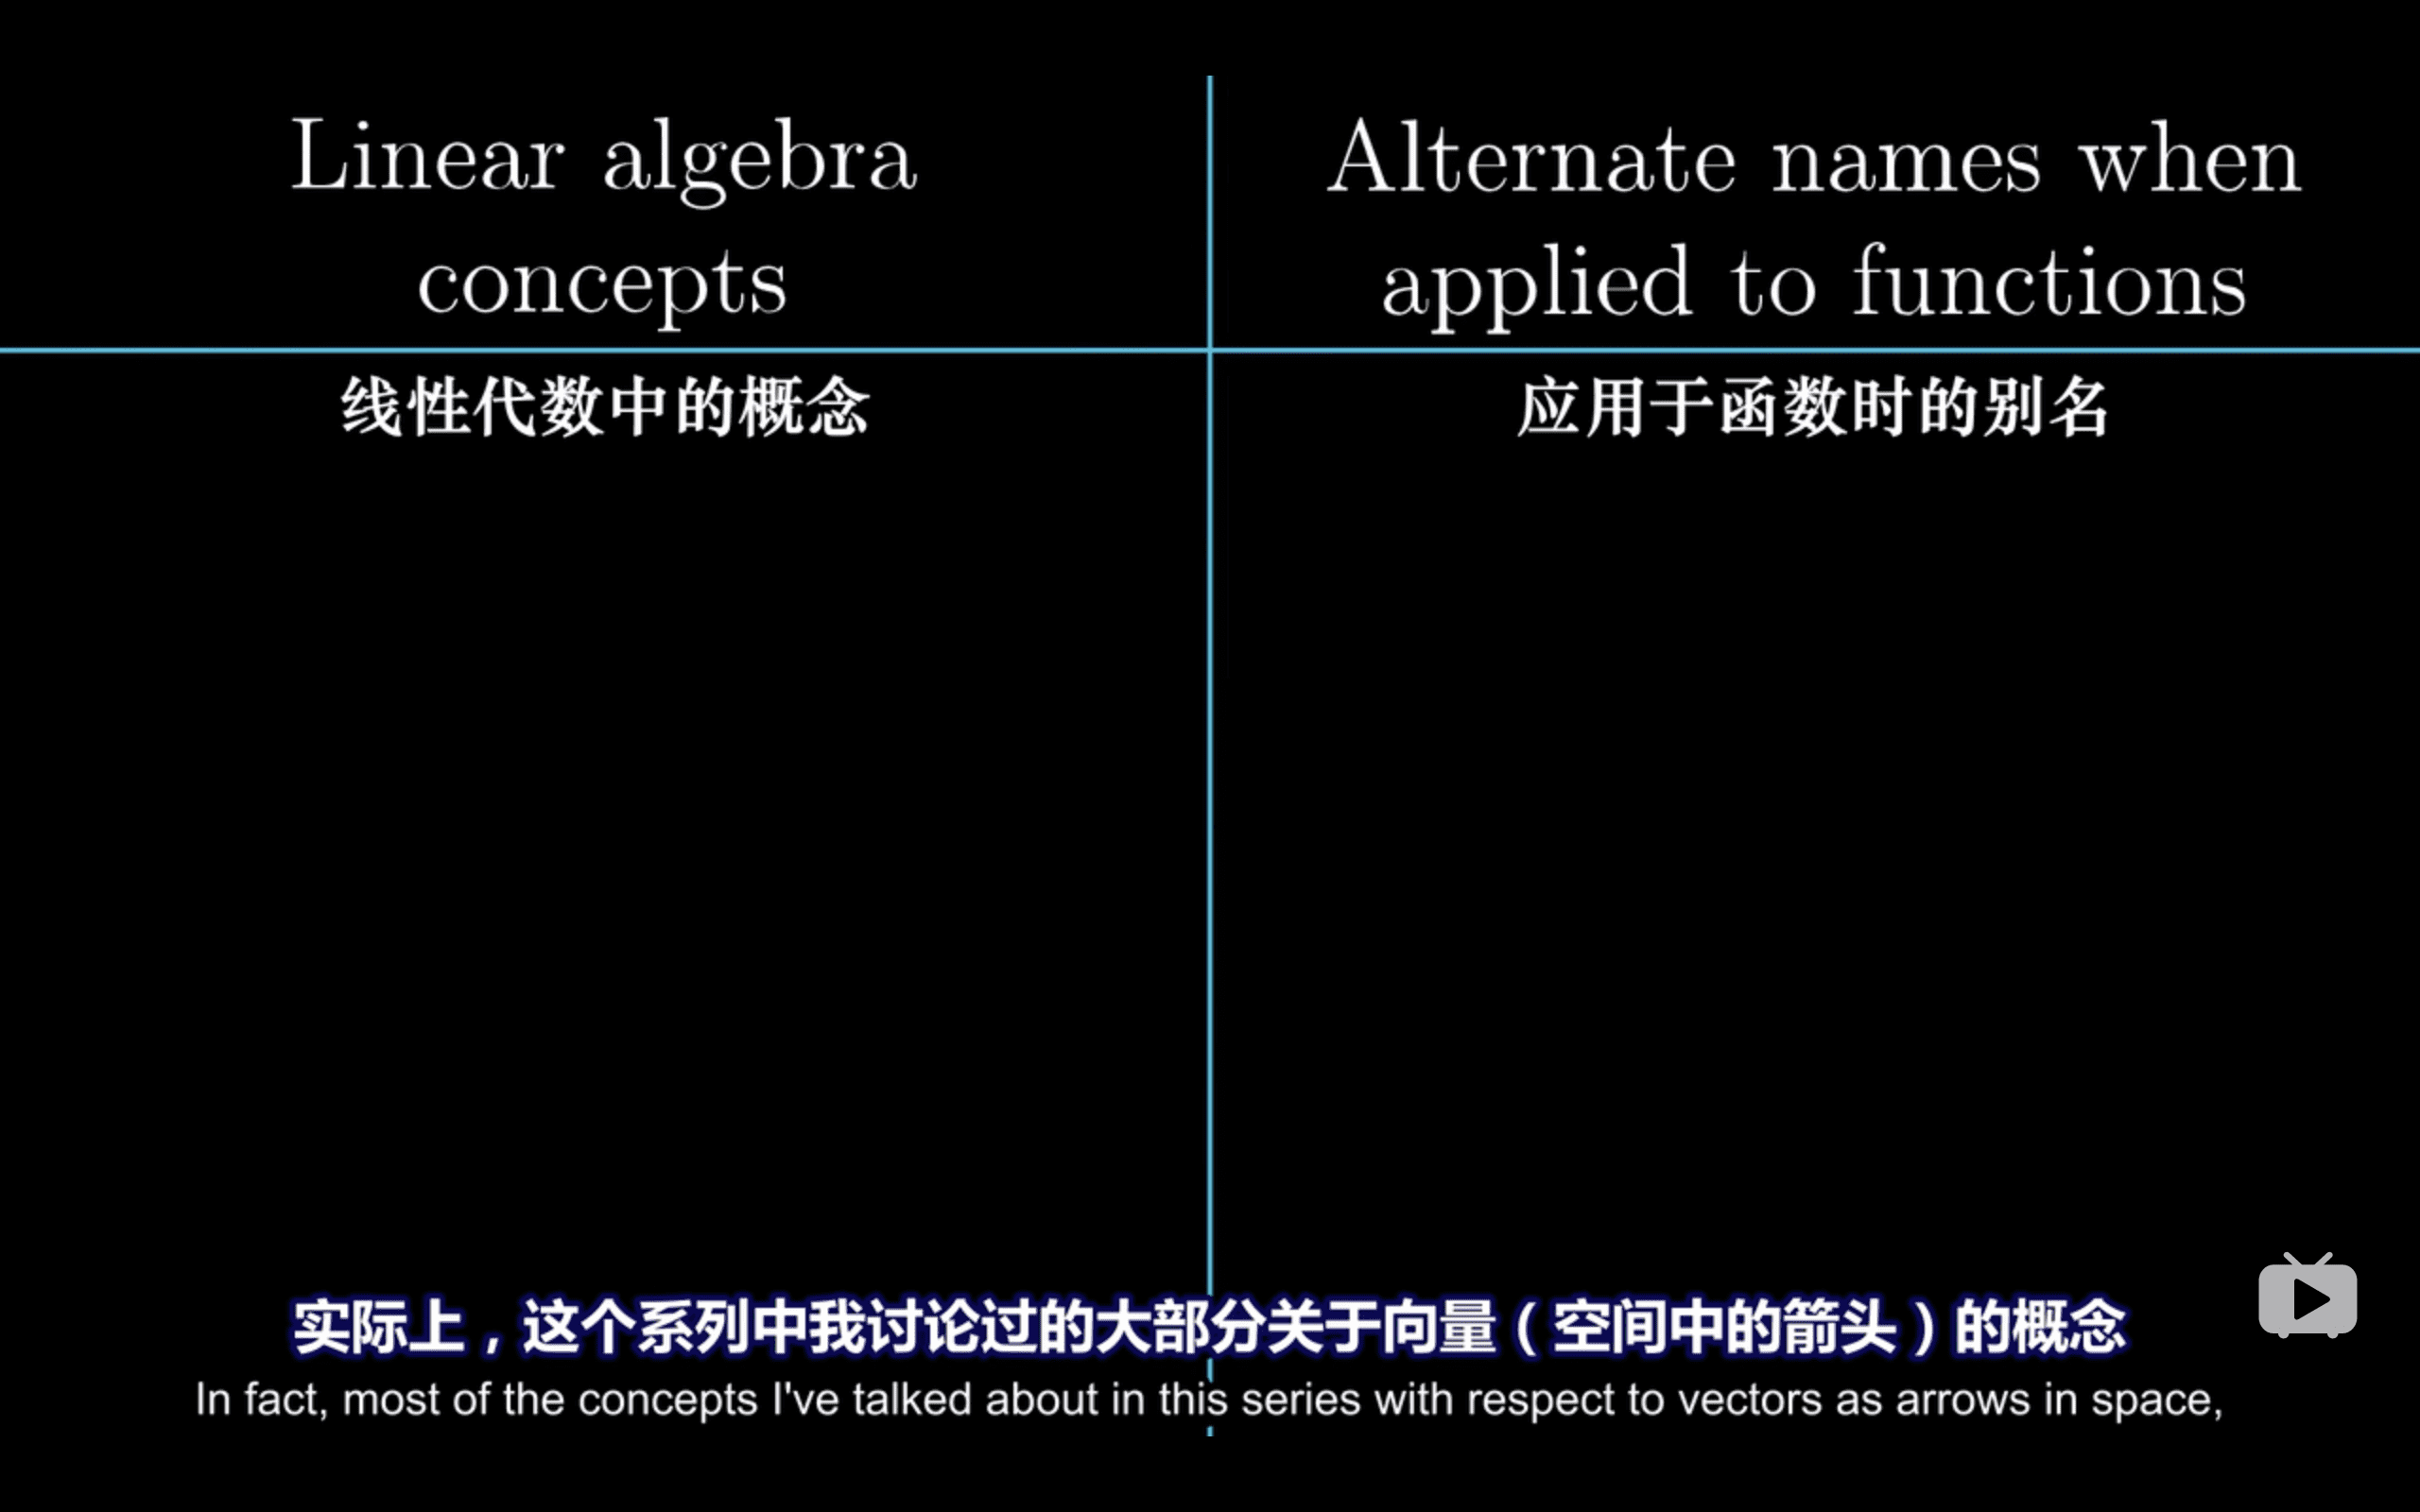 Linear algebra
concepts
线性代数中的概念
Alternate names when
applied to functions
应用于函数时的别名
实际上，这个系列中我讨论过的大部分关于向量（空间中的箭头）的概念
In fact, most of the concepts I've talked about in this series with respect to vectors as arrows in space,